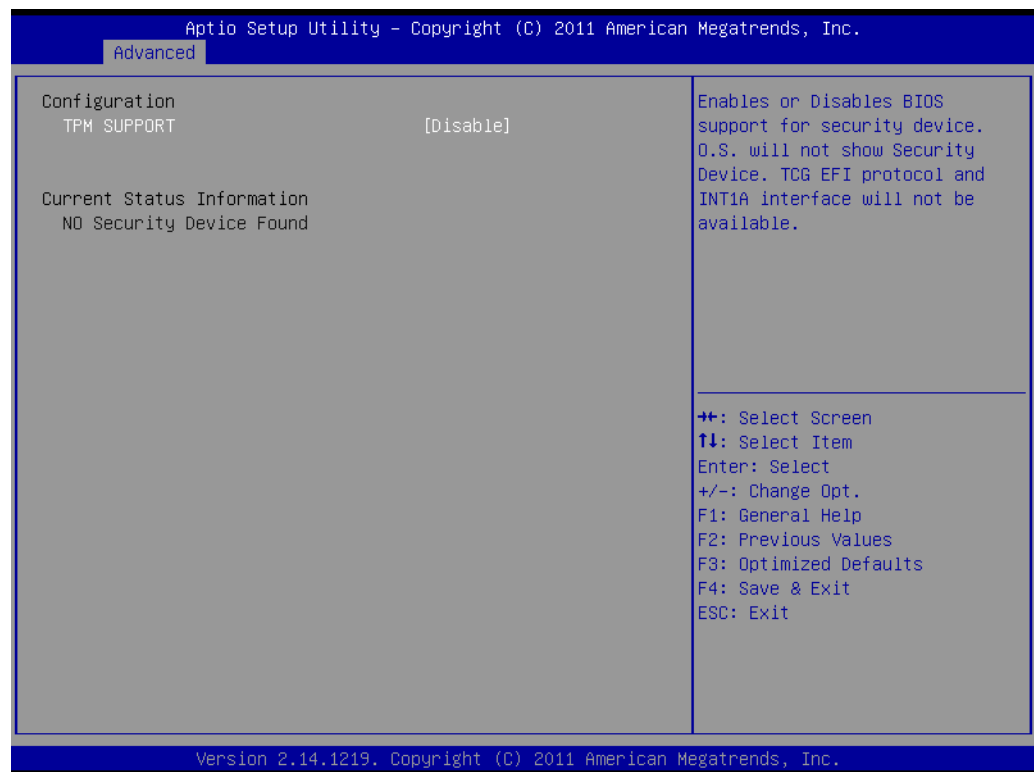 Aptio Setup Utility – Copyright (C) 2011 American Megatrends, Inc.
Advanced
Configuration
TPM SUPPORT [Disable]
Current Status Information
NO Security Device Found
Enables or Disables BIOS
support for security device.
O.S. will not show Security
Device. TCG EFI protocol and
INT1A interface will not be
available.
→←: Select Screen
↑↓: Select Item
Enter: Select
+/-: Change Opt.
F1: General Help
F2: Previous Values
F3: Optimized Defaults
F4: Save & Exit
ESC: Exit
Version 2.14.1219. Copyright (C) 2011 American Megatrends, Inc.